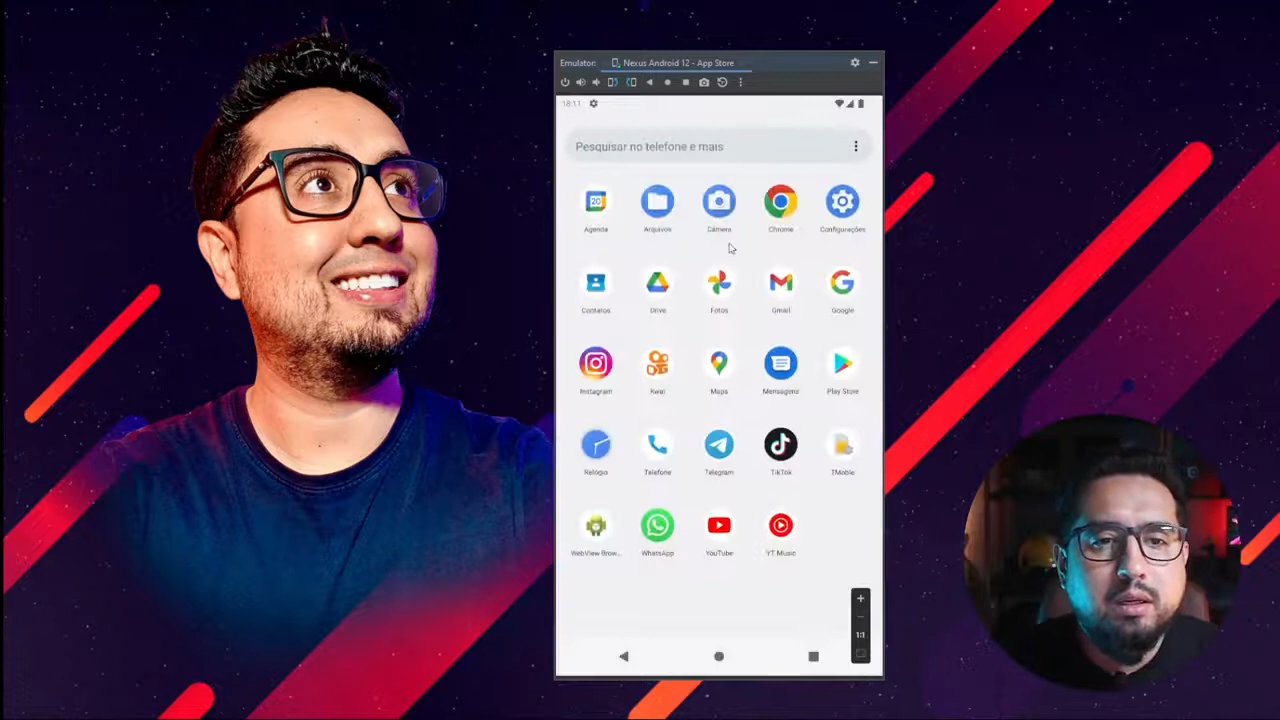 Emulator: Nexus Android 12 - App Store
18:11
Pesquisar no telefone e mais
20
Agenda Arquivos Câmera Chrome Configurações
Contatos Drive Fotos Gmail Google
Instagram Kwai Maps Mensagens Play Store
Relógio Telefone Telegram TikTok TMoble
WebView Brow... WhatsApp YouTube YT Music
1:1